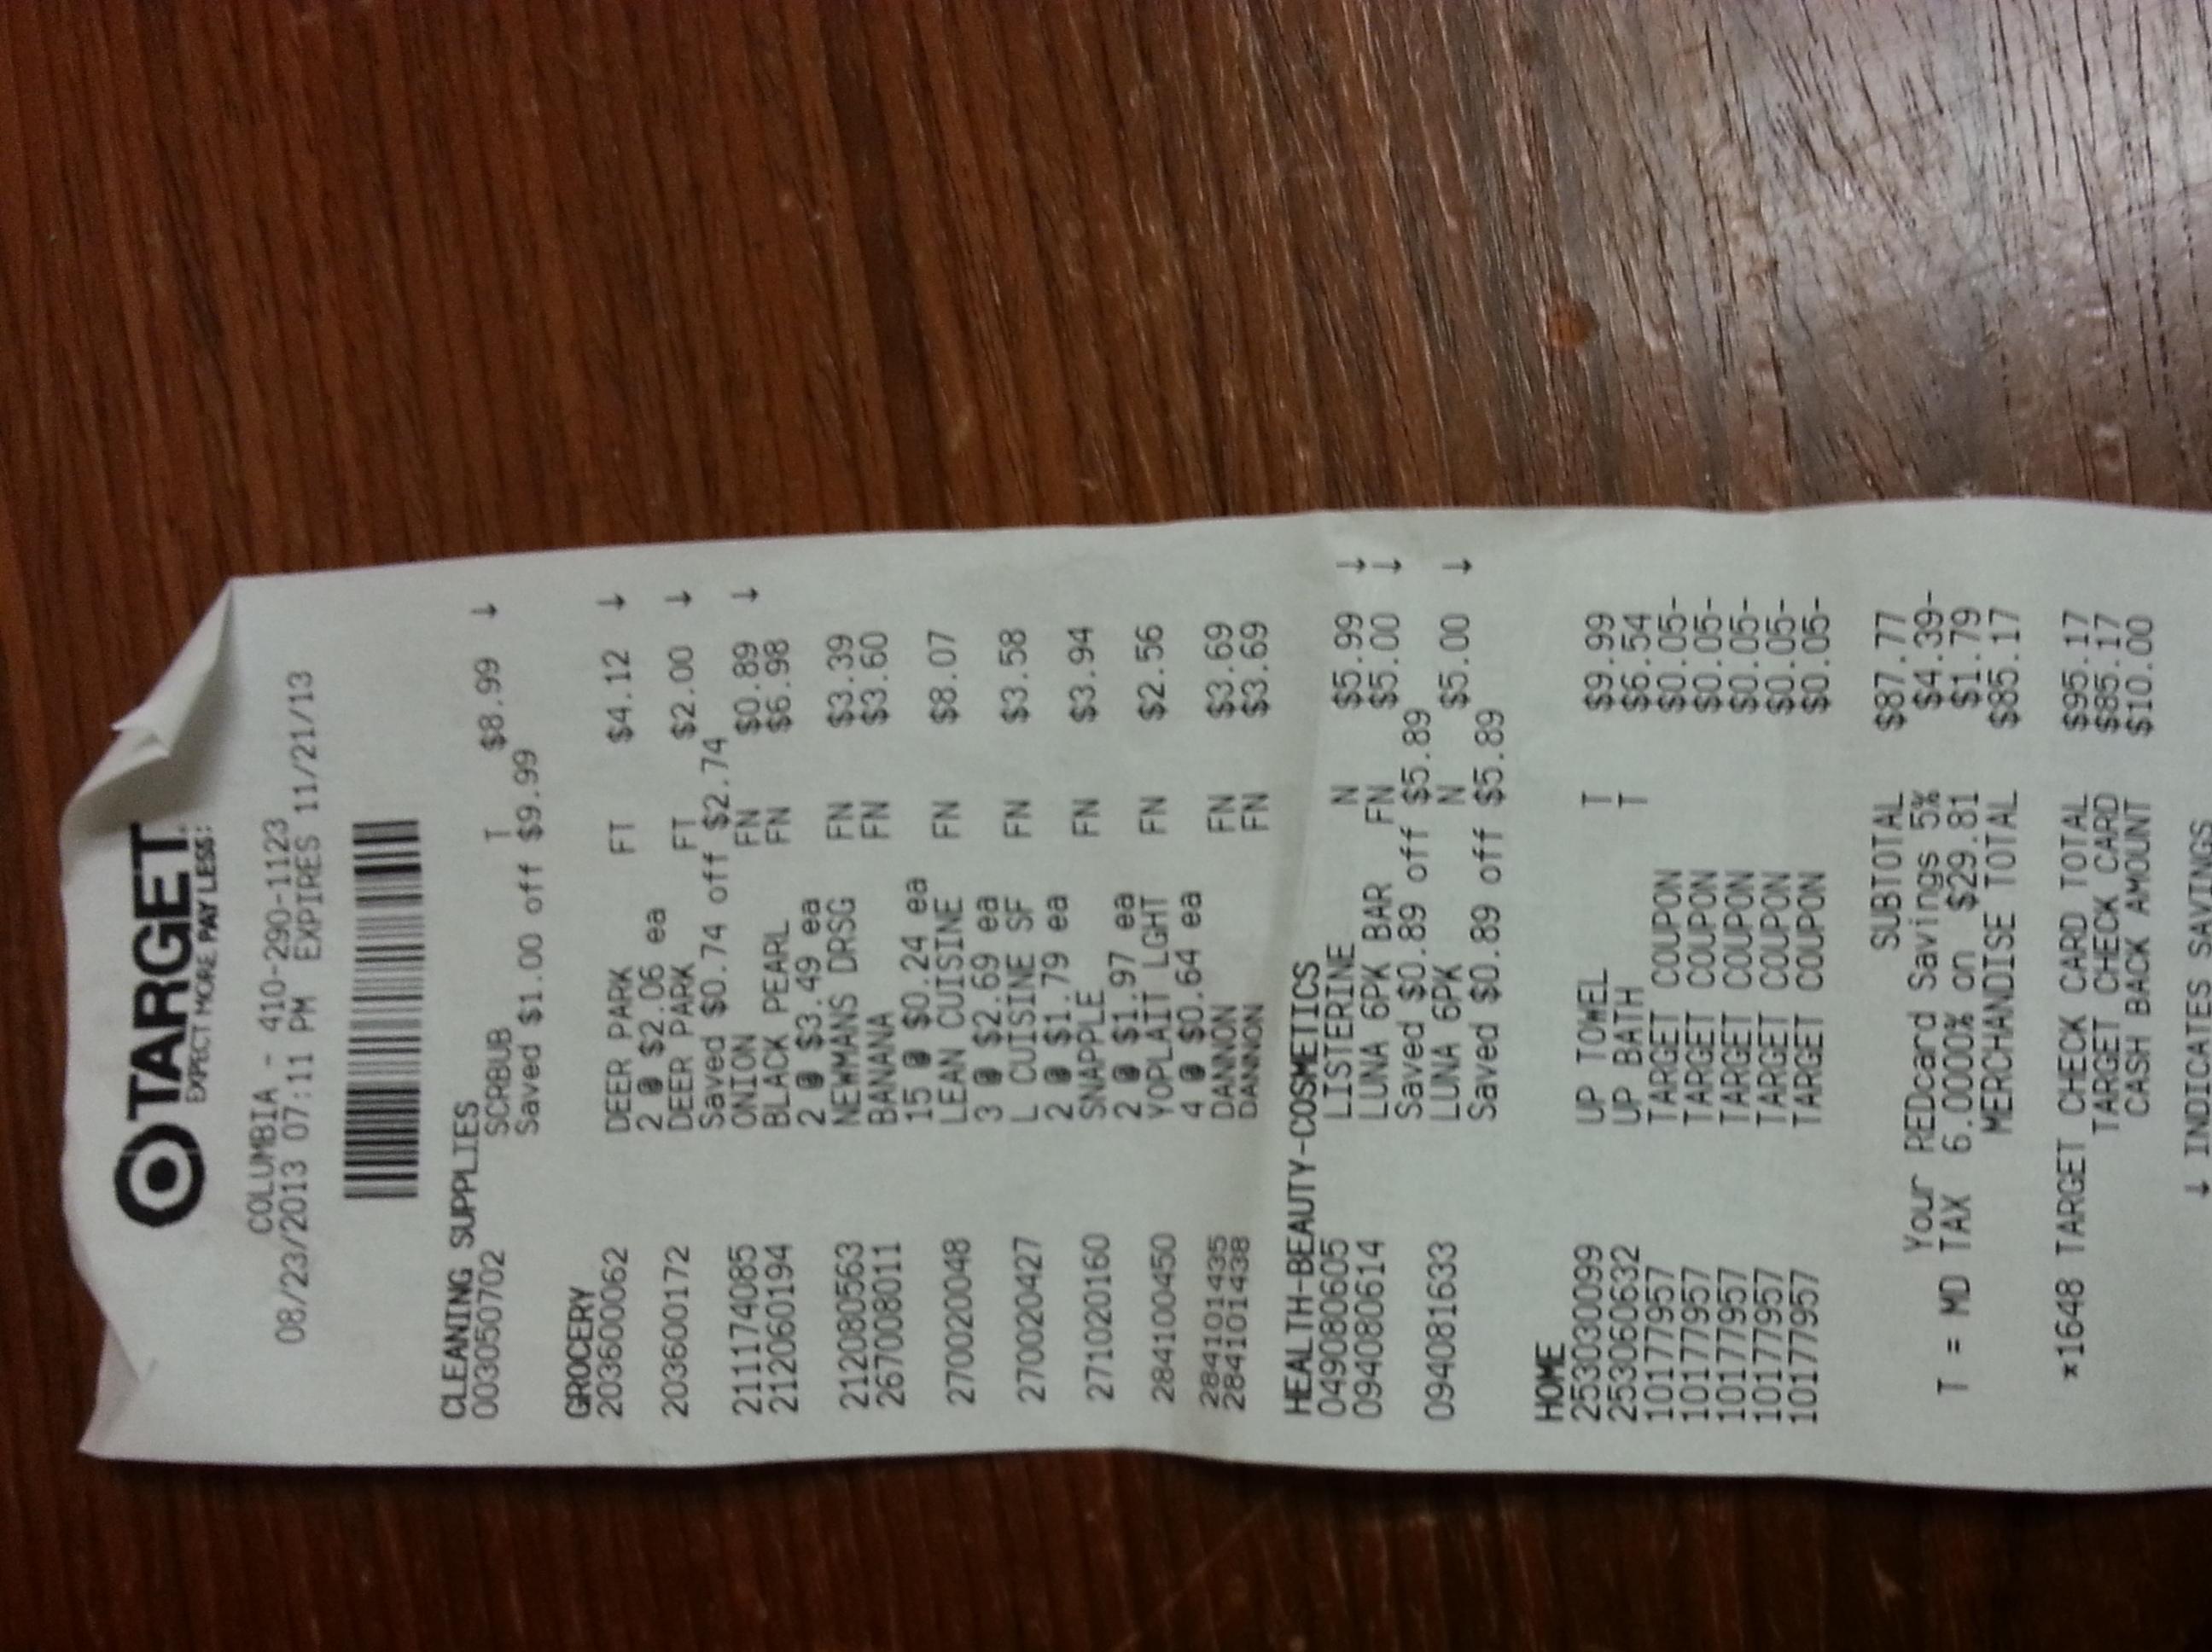 TARGET
EXPECT MORE. PAY LESS.
COLUMBIA - 410-290-1123
08/23/2013 07:11 PM EXPIRES 11/21/13
CLEANING SUPPLIES
003050702 SCRBUB T $8.99 ↓
Saved $1.00 off $9.99
GROCERY
203600062 DEER PARK FT $4.12 ↓
2 @ $2.06 ea
203600172 DEER PARK FT $2.00 ↓
Saved $0.74 off $2.74
211174085 ONION FN $0.89 ↓
212060194 BLACK PEARL FN $6.98
2 @ $3.49 ea
212080563 NEWMANS DRSG FN $3.39
267008011 BANANA FN $3.60
15 @ $0.24 ea
270020048 LEAN CUISINE FN $8.07
3 @ $2.69 ea
270020427 L CUISINE SF FN $3.58
2 @ $1.79 ea
271020160 SNAPPLE FN $3.94
2 @ $1.97 ea
284100450 YOPLAIT LGHT FN $2.56
4 @ $0.64 ea
284101435 DANNON FN $3.69
284101438 DANNON FN $3.69
HEALTH-BEAUTY-COSMETICS
049080605 LISTERINE N $5.99 ↓
094080614 LUNA 6PK BAR FN $5.00 ↓
Saved $0.89 off $5.89
094081633 LUNA 6PK N $5.00 ↓
Saved $0.89 off $5.89
HOME
253030099 UP TOWEL T $9.99
253060632 UP BATH T $6.54
10177957 TARGET COUPON $0.05-
10177957 TARGET COUPON $0.05-
10177957 TARGET COUPON $0.05-
10177957 TARGET COUPON $0.05-
10177957 TARGET COUPON $0.05-
SUBTOTAL $87.77
Your REDcard Savings 5% $4.39-
T = MD TAX 6.0000% on $29.81 $1.79
MERCHANDISE TOTAL $85.17
*1648 TARGET CHECK CARD TOTAL $95.17
TARGET CHECK CARD $85.17
CASH BACK AMOUNT $10.00
↓ INDICATES SAVINGS